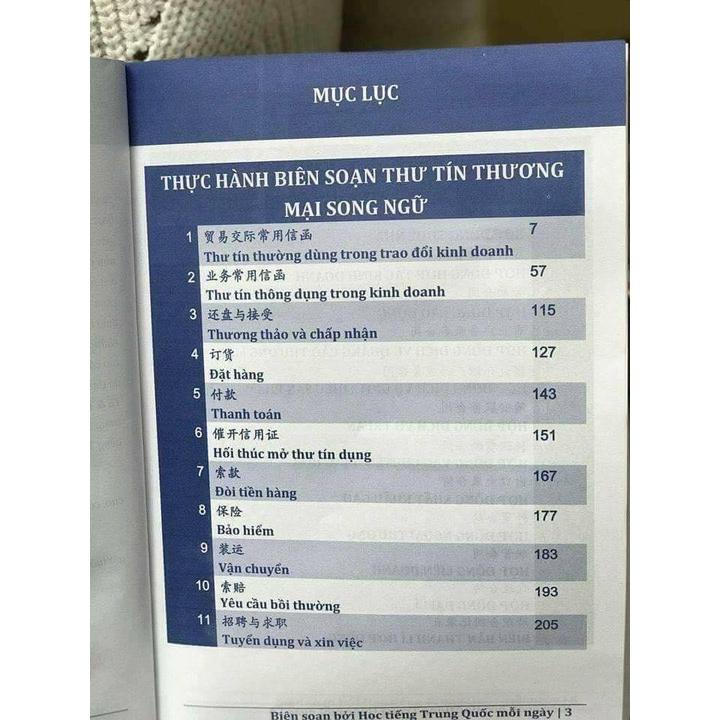 MỤC LỤC
THỰC HÀNH BIÊN SOẠN THƯ TÍN THƯƠNG
MẠI SONG NGỮ
1 贸易交际常用信函 7
Thư tín thường dùng trong trao đổi kinh doanh
2 业务常用信函 57
Thư tín thông dụng trong kinh doanh
3 还盘与接受 115
Thương thảo và chấp nhận
4 订货 127
Đặt hàng
5 付款 143
Thanh toán
6 催开信用证 151
Hối thúc mở thư tín dụng
7 索款 167
Đòi tiền hàng
8 保险 177
Bảo hiểm
9 装运 183
Vận chuyển
10 索赔 193
Yêu cầu bồi thường
11 招聘与求职 205
Tuyển dụng và xin việc
Biên soạn bởi Học tiếng Trung Quốc mỗi ngày | 3